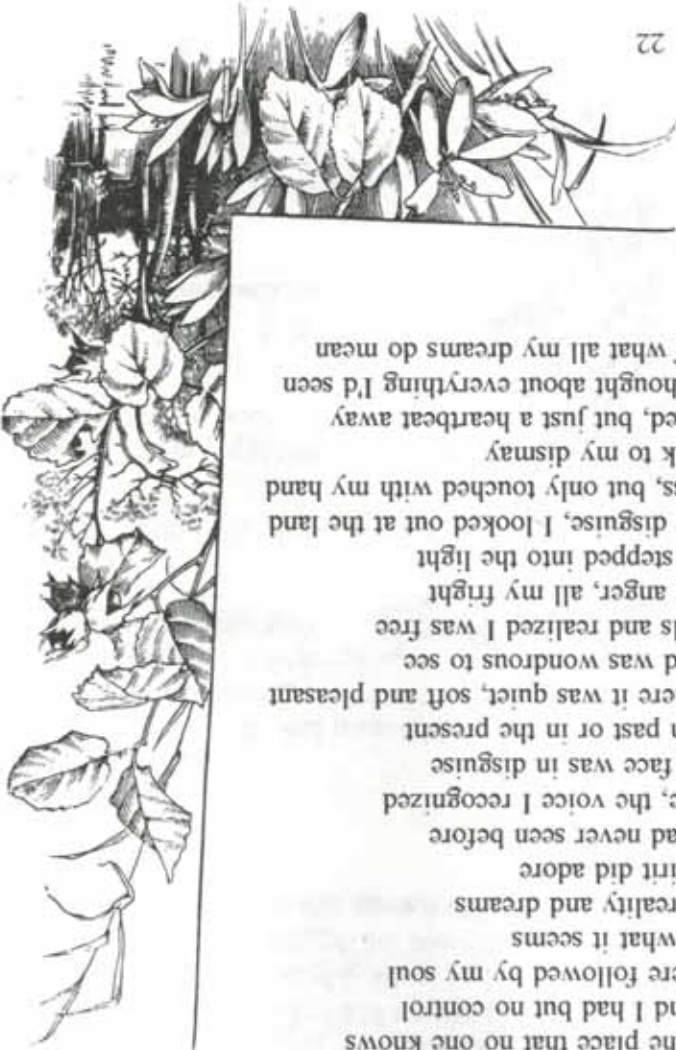 he place that no one knows
nd I had but no control
ere followed by my soul
what it seems
reality and dreams
irit did adore
ad never seen before
e, the voice I recognized
face was in disguise
n past or in the present
ere it was quiet, soft and pleasant
d was wondrous to see
ls and realized I was free
anger, all my fright
stepped into the light
disguise, I looked out at the land
s, but only touched with my hand
k to my dismay
ed, but just a heartbeat away
hought about everything I'd seen
what all my dreams do mean
22